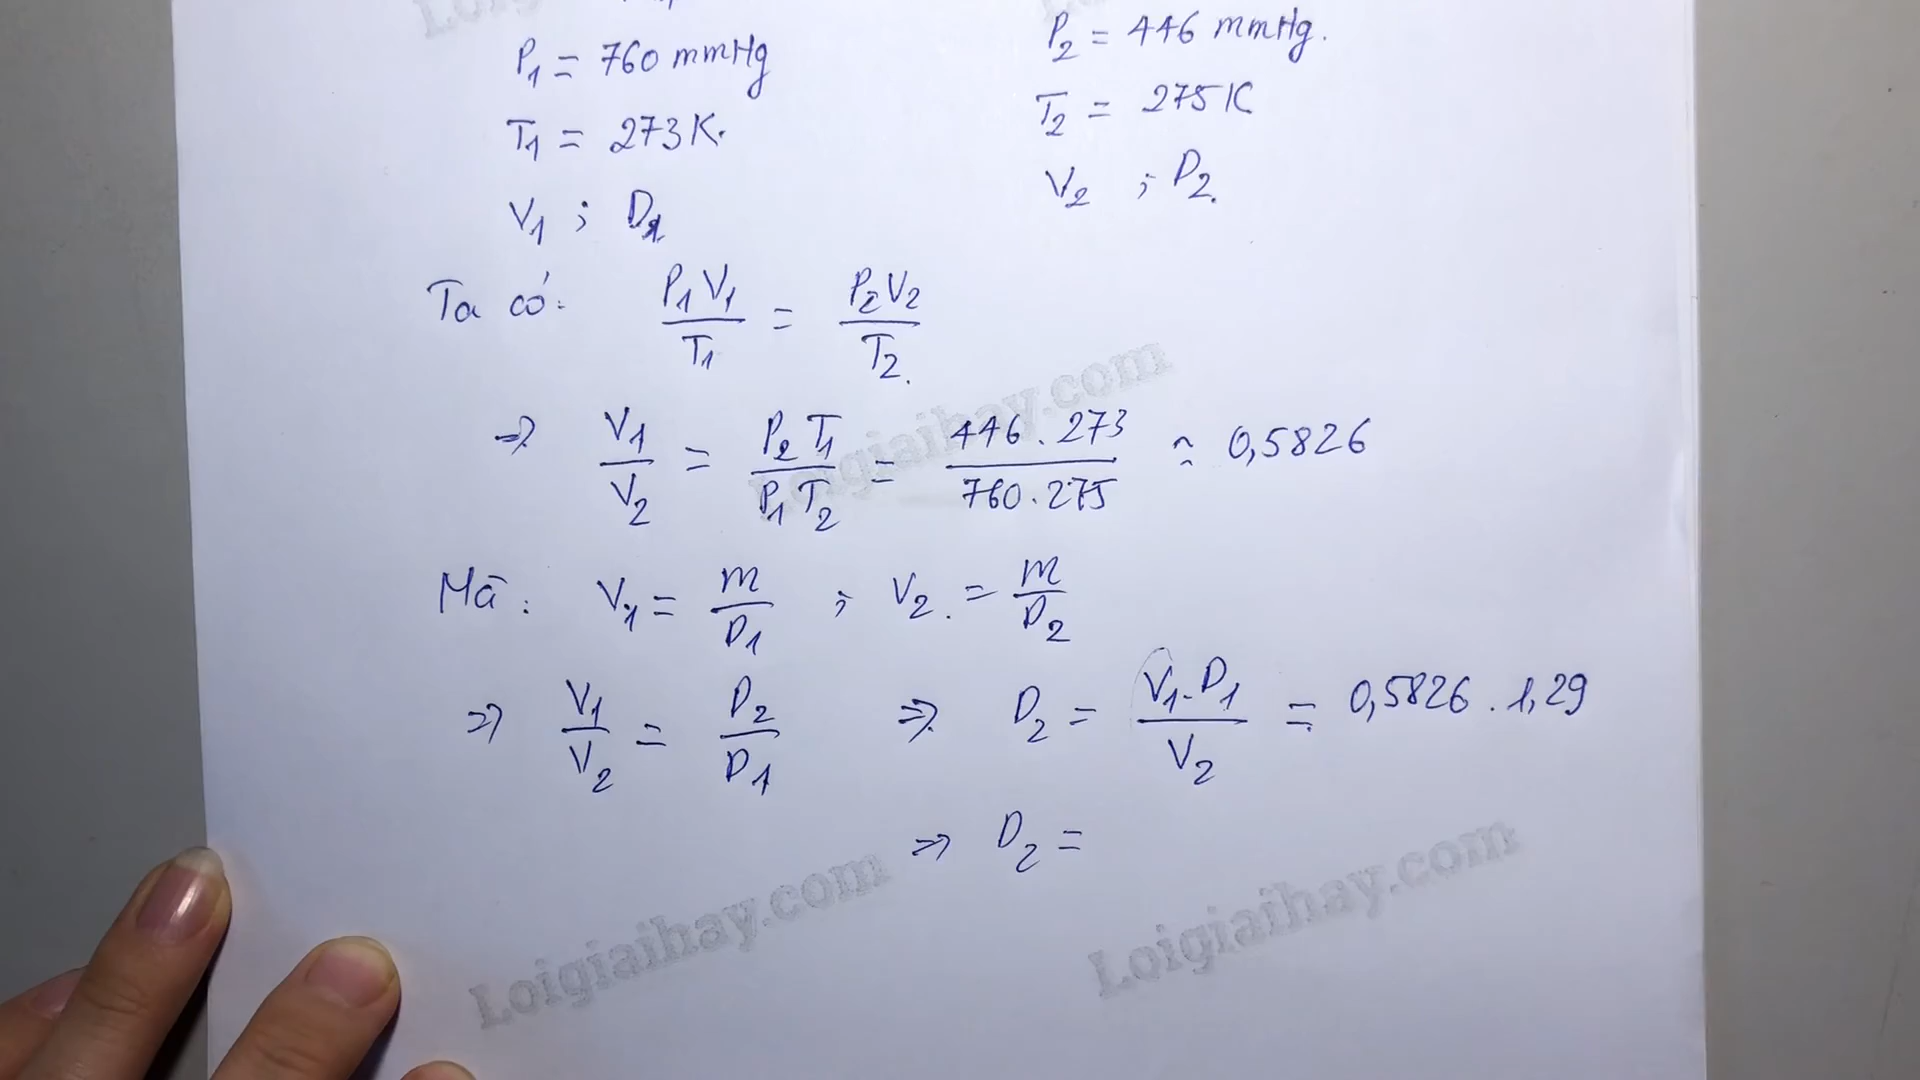 P₁ = 760 mmHg
P₂ = 446 mmHg.
T₁ = 273K.
T₂ = 275K
V₁ ; D₁
V₂ ; D₂.
Ta có: P₁V₁/T₁ = P₂V₂/T₂.
=> V₁/V₂ = P₂T₁/P₁T₂ = 446.273/760.275 ≈ 0,5826
Mà: V₁ = m/D₁ ; V₂ = m/D₂
=> V₁/V₂ = D₂/D₁ => D₂ = V₁.D₁/V₂ = 0,5826 . 1,29
=> D₂ =
Loigiaihay.com
Loigiaihay.com
Loigiaihay.com